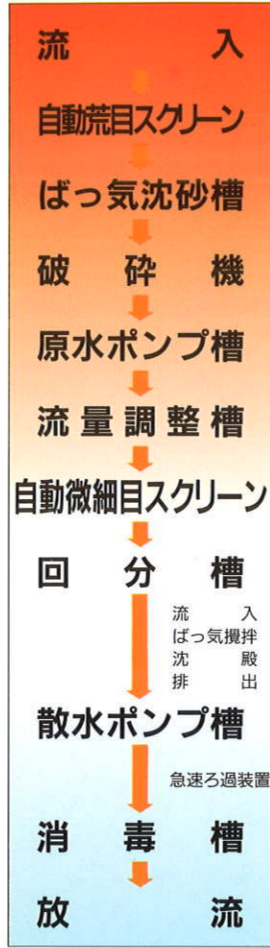 流入
自動荒目スクリーン
ばっ気沈砂槽
破砕機
原水ポンプ槽
流量調整槽
自動微細目スクリーン
回分槽
流入
ばっ気攪拌
沈殿
排出
散水ポンプ槽
急速ろ過装置
消毒槽
放流